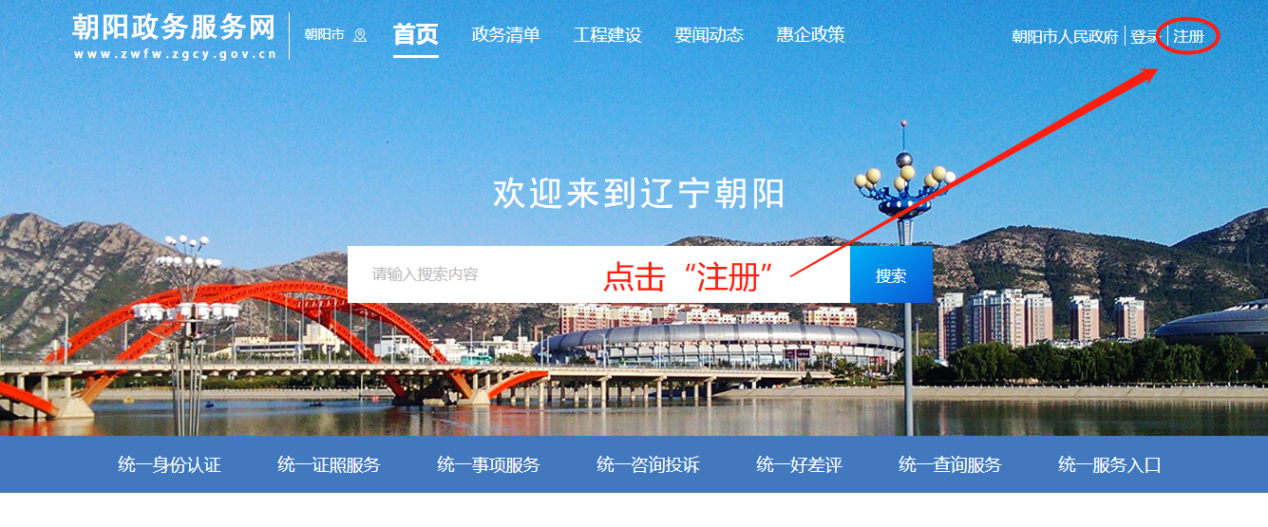 朝阳政务服务网
www.zwfw.zgcy.gov.cn
朝阳市 首页 政务清单 工程建设 要闻动态 惠企政策 朝阳市人民政府 登录 注册
欢迎来到辽宁朝阳
请输入搜索内容 点击“注册” 搜索
统一身份认证 统一证照服务 统一事项服务 统一咨询投诉 统一好差评 统一查询服务 统一服务入口